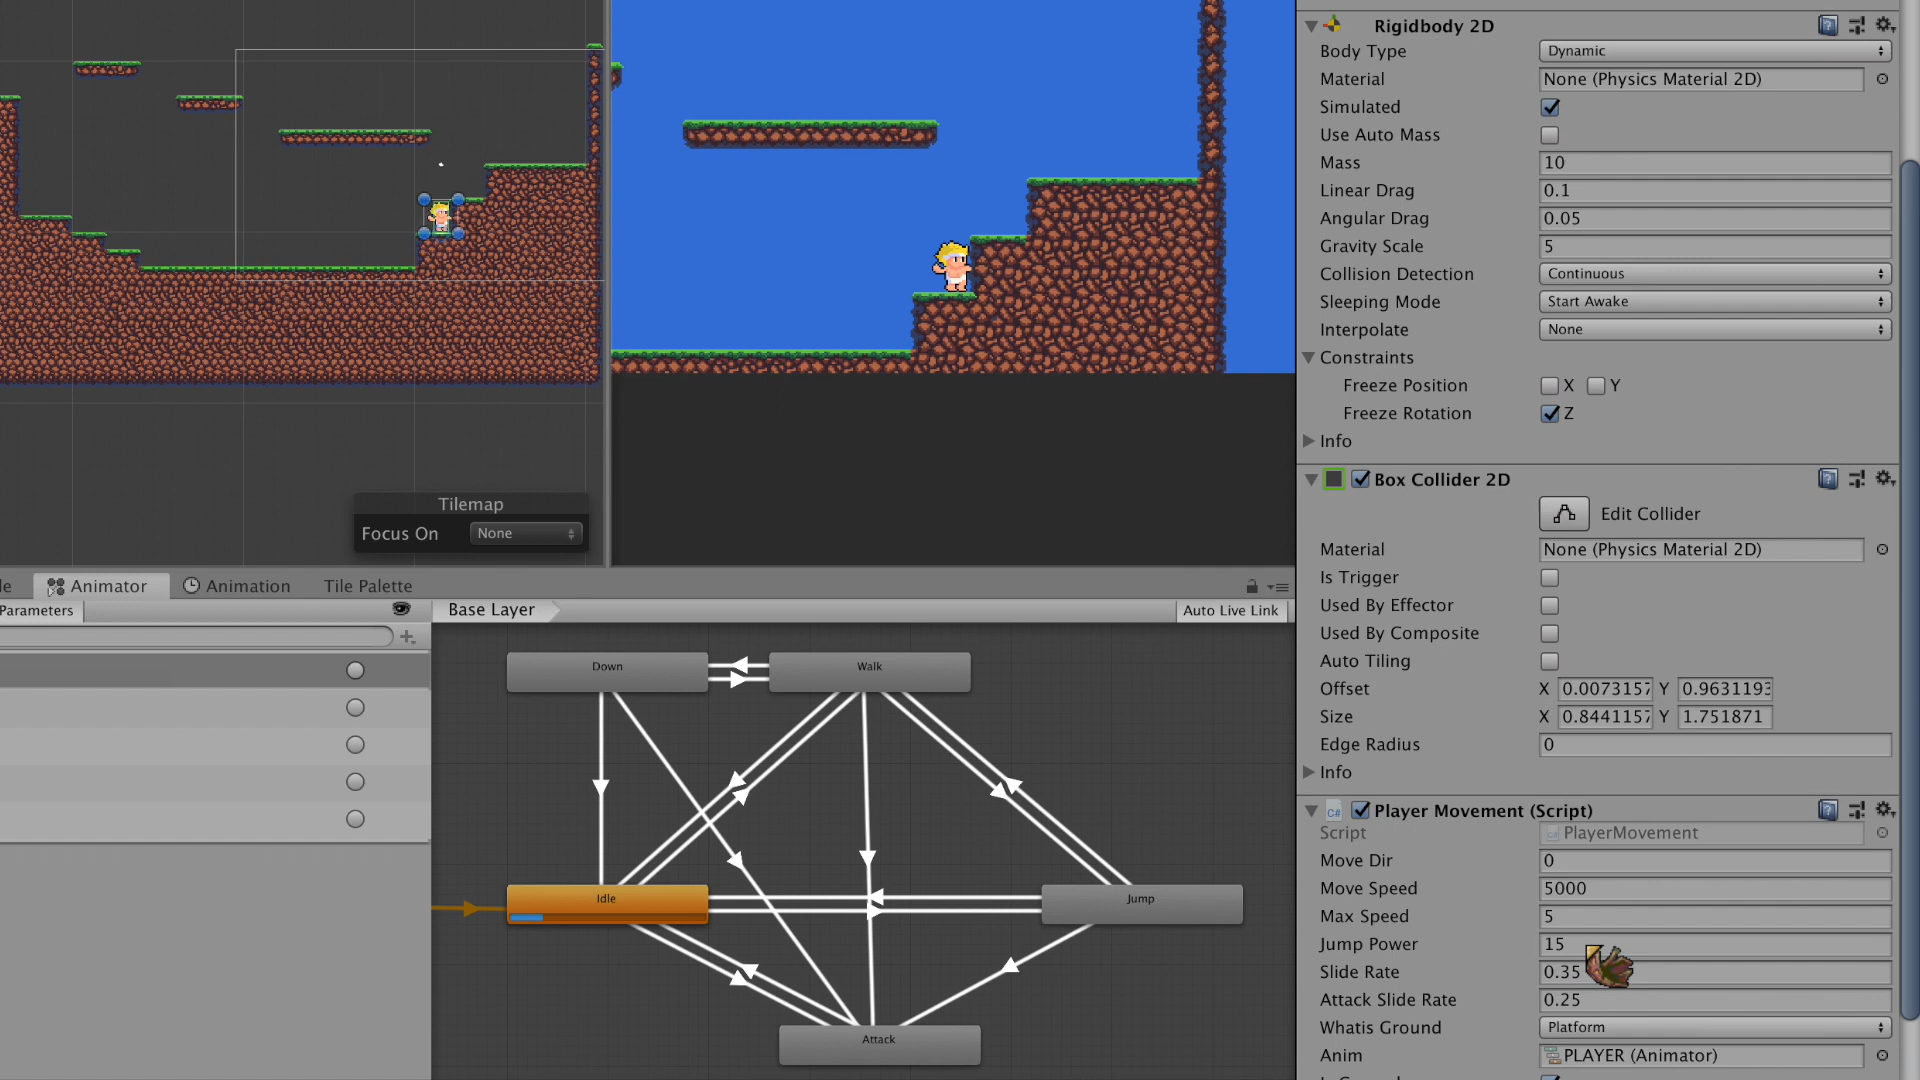 Tilemap
Focus On None
le Animator Animation Tile Palette
Parameters
Base Layer
Auto Live Link
Down
Walk
Idle
Jump
Attack
Rigidbody 2D
Body Type Dynamic
Material None (Physics Material 2D)
Simulated
Use Auto Mass
Mass 10
Linear Drag 0.1
Angular Drag 0.05
Gravity Scale 5
Collision Detection Continuous
Sleeping Mode Start Awake
Interpolate None
Constraints
Freeze Position X Y
Freeze Rotation Z
Info
Box Collider 2D
Edit Collider
Material None (Physics Material 2D)
Is Trigger
Used By Effector
Used By Composite
Auto Tiling
Offset X 0.0073157 Y 0.9631193
Size X 0.8441157 Y 1.751871
Edge Radius 0
Info
C# Player Movement (Script)
Script PlayerMovement
Move Dir 0
Move Speed 5000
Max Speed 5
Jump Power 15
Slide Rate 0.35
Attack Slide Rate 0.25
Whatis Ground Platform
Anim PLAYER (Animator)